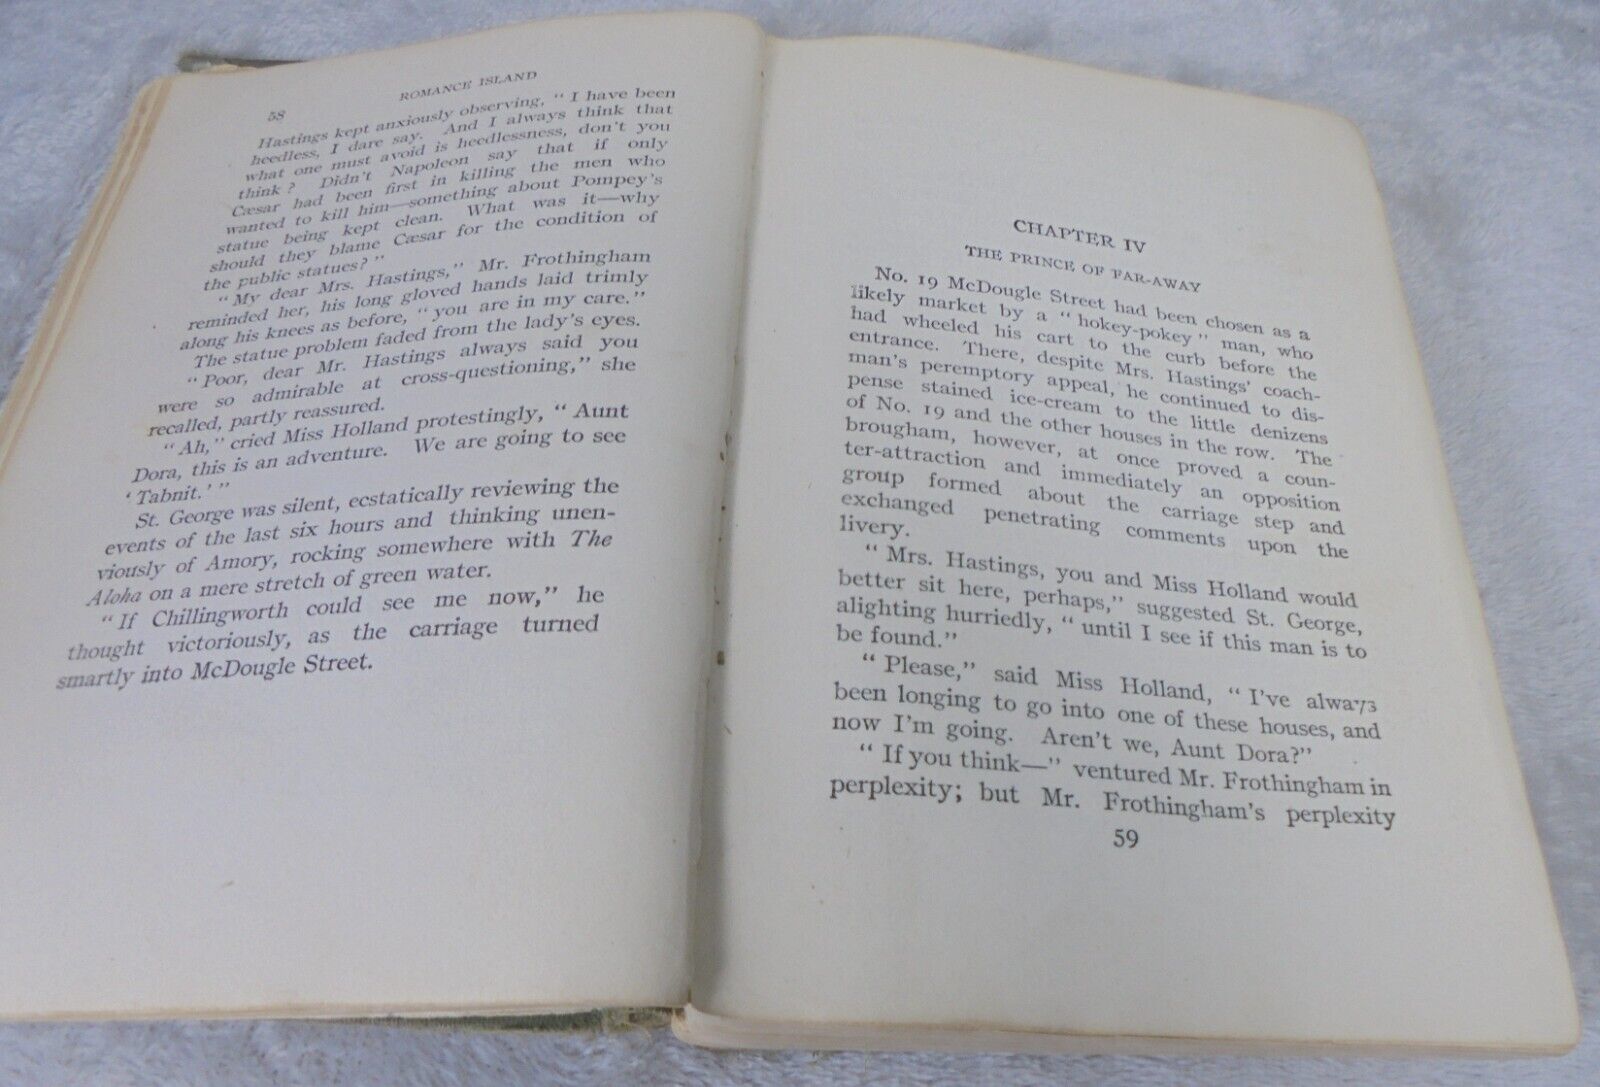 58
ROMANCE ISLAND
Hastings kept anxiously observing, "I have been
heedless, I dare say. And I always think that
what one must avoid is heedlessness, don't you
think? Didn't Napoleon say that if only
Cæsar had been first in killing the men who
wanted to kill him—something about Pompey's
statue being kept clean. What was it—why
should they blame Cæsar for the condition of
the public statues?"
"My dear Mrs. Hastings," Mr. Frothingham
reminded her, his long gloved hands laid trimly
along his knees as before, "you are in my care."
The statue problem faded from the lady's eyes.
"Poor, dear Mr. Hastings always said you
were so admirable at cross-questioning," she
recalled, partly reassured.
"Ah," cried Miss Holland protestingly, "Aunt
Dora, this is an adventure. We are going to see
'Tabnit.'"
St. George was silent, ecstatically reviewing the
events of the last six hours and thinking unen-
viously of Amory, rocking somewhere with The
Aloha on a mere stretch of green water.
"If Chillingworth could see me now," he
thought victoriously, as the carriage turned
smartly into McDougle Street.
CHAPTER IV
THE PRINCE OF FAR-AWAY
No. 19 McDougle Street had been chosen as a
likely market by a "hokey-pokey" man, who
had wheeled his cart to the curb before the
entrance. There, despite Mrs. Hastings' coach-
man's peremptory appeal, he continued to dis-
pense stained ice-cream to the little denizens
of No. 19 and the other houses in the row. The
brougham, however, at once proved a coun-
ter-attraction and immediately an opposition
group formed about the carriage step and
exchanged penetrating comments upon the
livery.
"Mrs. Hastings, you and Miss Holland would
better sit here, perhaps," suggested St. George,
alighting hurriedly, "until I see if this man is to
be found."
"Please," said Miss Holland, "I've always
been longing to go into one of these houses, and
now I'm going. Aren't we, Aunt Dora?"
"If you think—" ventured Mr. Frothingham in
perplexity; but Mr. Frothingham's perplexity
59